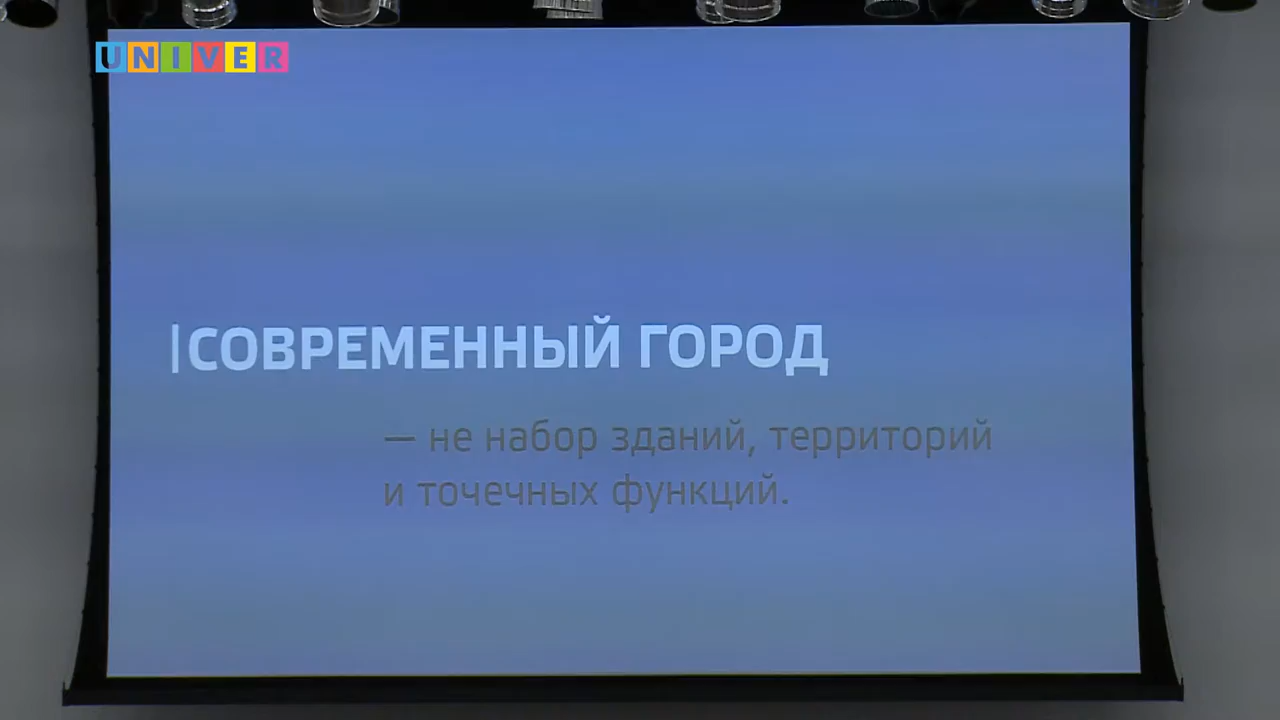 UNIVER
|СОВРЕМЕННЫЙ ГОРОД
— не набор зданий, территорий
и точечных функций.